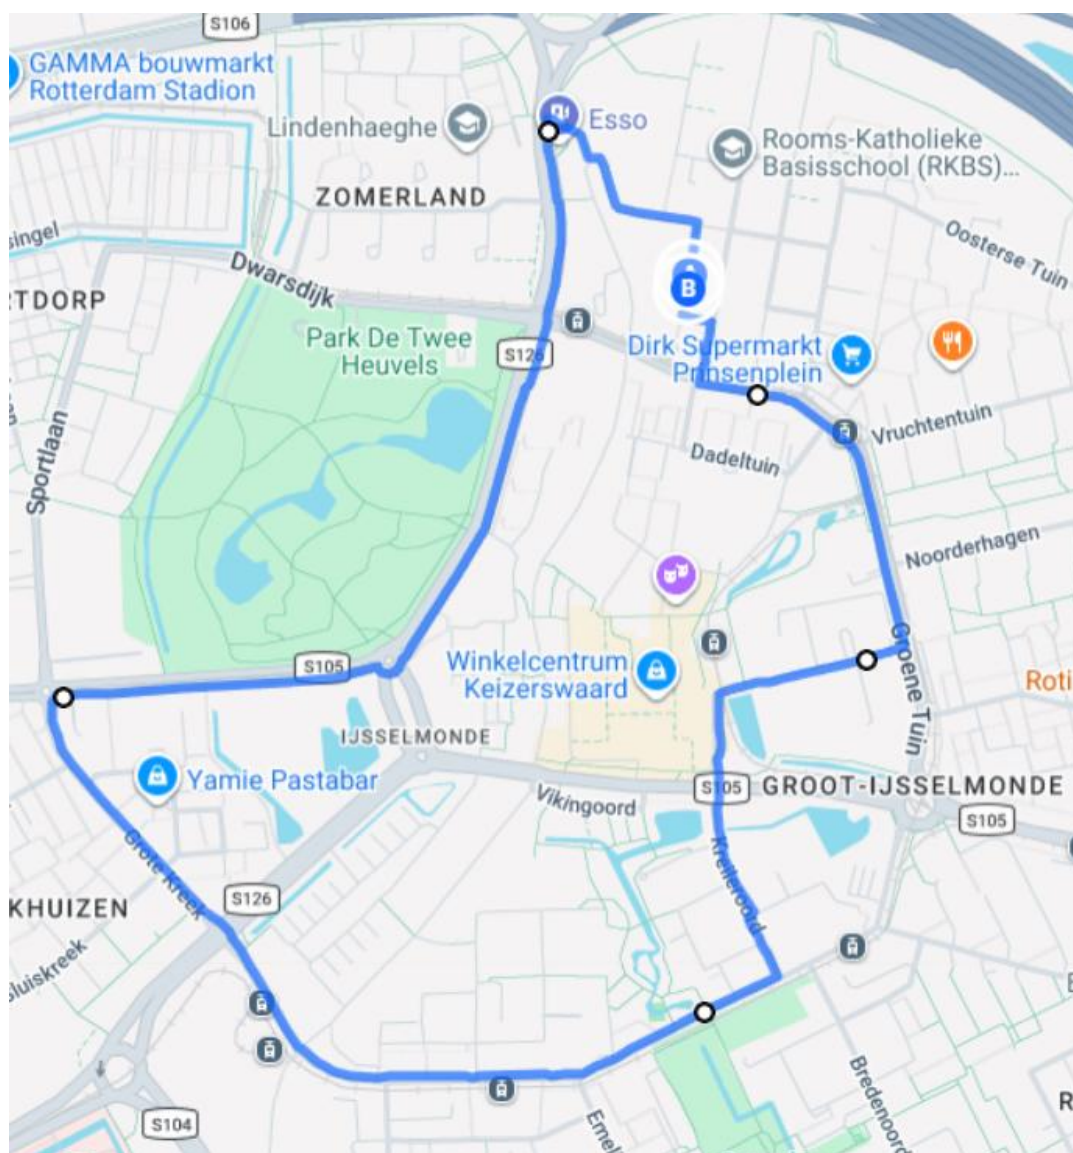 S106
GAMMA bouwmarkt
Rotterdam Stadion
Esso
Lindenhaeghe
Rooms-Katholieke
Basisschool (RKBS)...
ZOMERLAND
singel
Oosterse Tuin
Dwarsdijk
RTDORP
B
Park De Twee
Heuvels
S126
Dirk Supermarkt
Prinsenplein
Vruchtentuin
Sportlaan
Dadeltuin
Noorderhagen
Groene Tuin
S105
Winkelcentrum
Keizerswaard
Roti
IJSSELMONDE
Yamie Pastabar
S105
GROOT-IJSSELMONDE
Vikingoord
S105
Grote Kreek
Kreileroord
S126
KHUIZEN
Sluiskreek
Bredenoord
Emel
R
S104